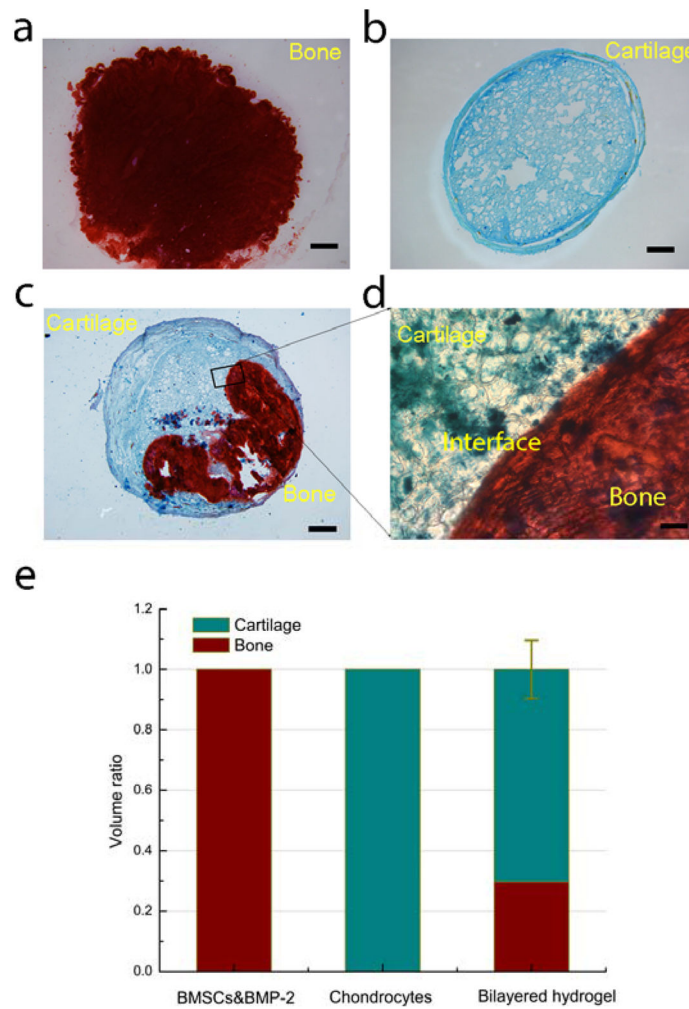 a
Bone
b
Cartilage
c
Cartilage
Bone
d
Cartilage
Interface
Bone
e
Cartilage
Bone
Volume ratio
1.2
1.0
0.8
0.6
0.4
0.2
0.0
BMSCs&BMP-2 Chondrocytes Bilayered hydrogel